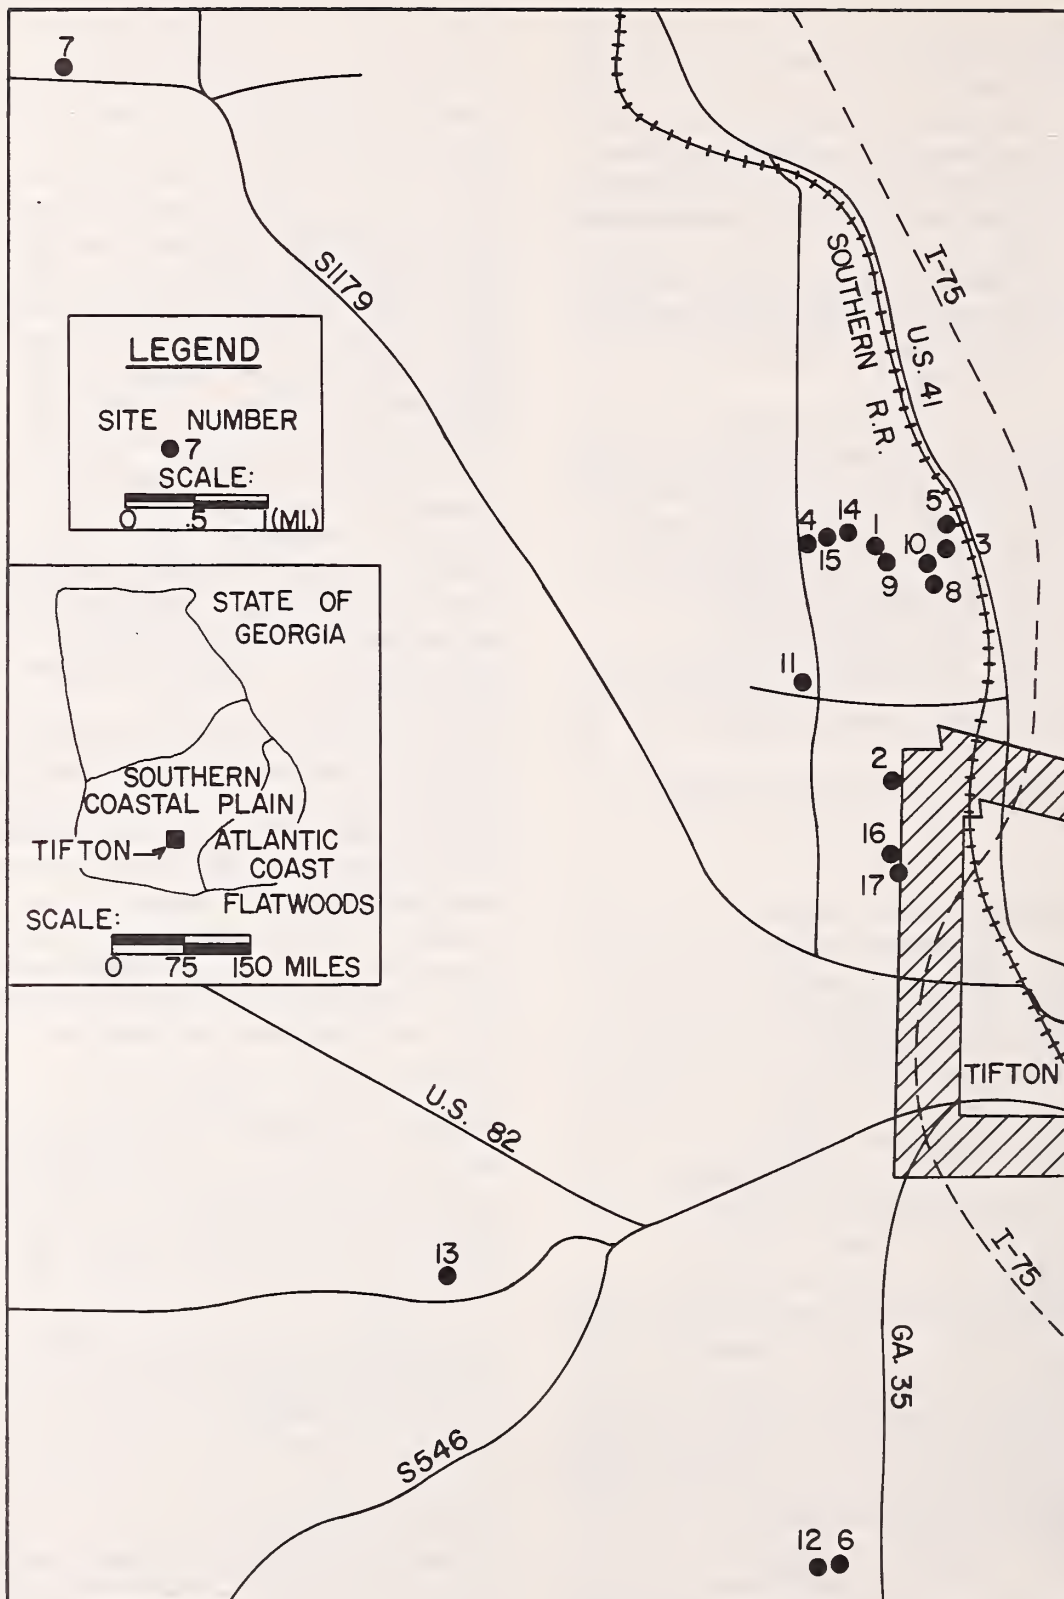 7
S1179
I-75
SOUTHERN R.R.
U.S. 41
LEGEND
SITE NUMBER
7
SCALE:
0 .5 1 (MI.)
5
4
14
1
10
3
15
9
8
STATE OF
GEORGIA
11
SOUTHERN
COASTAL PLAIN
TIFTON
ATLANTIC
COAST
FLATWOODS
2
16
17
SCALE:
0 75 150 MILES
TIFTON
U.S. 82
13
I-75
GA. 35
S546
12 6